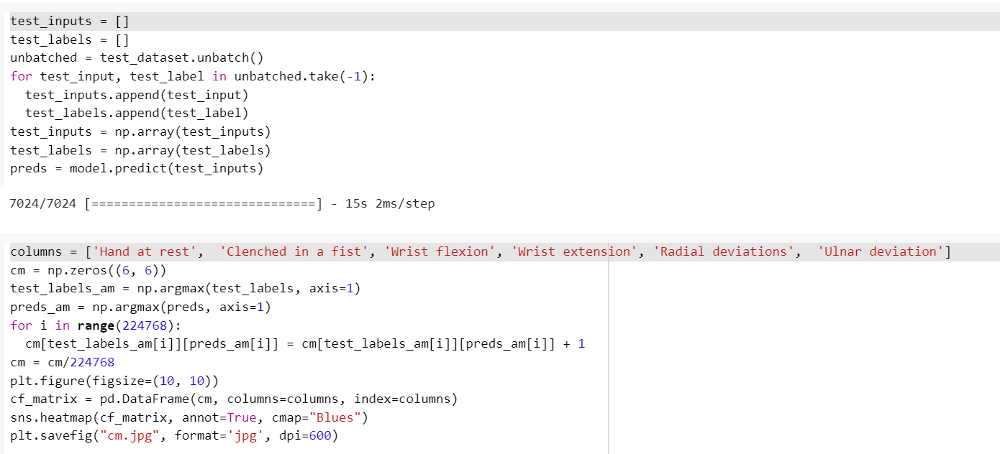 test_inputs = []
test_labels = []
unbatched = test_dataset.unbatch()
for test_input, test_label in unbatched.take(-1):
  test_inputs.append(test_input)
  test_labels.append(test_label)
test_inputs = np.array(test_inputs)
test_labels = np.array(test_labels)
preds = model.predict(test_inputs)
7024/7024 [==============================] - 15s 2ms/step
columns = ['Hand at rest',  'Clenched in a fist', 'Wrist flexion', 'Wrist extension', 'Radial deviations',  'Ulnar deviation']
cm = np.zeros((6, 6))
test_labels_am = np.argmax(test_labels, axis=1)
preds_am = np.argmax(preds, axis=1)
for i in range(224768):
  cm[test_labels_am[i]][preds_am[i]] = cm[test_labels_am[i]][preds_am[i]] + 1
cm = cm/224768
plt.figure(figsize=(10, 10))
cf_matrix = pd.DataFrame(cm, columns=columns, index=columns)
sns.heatmap(cf_matrix, annot=True, cmap="Blues")
plt.savefig("cm.jpg", format='jpg', dpi=600)